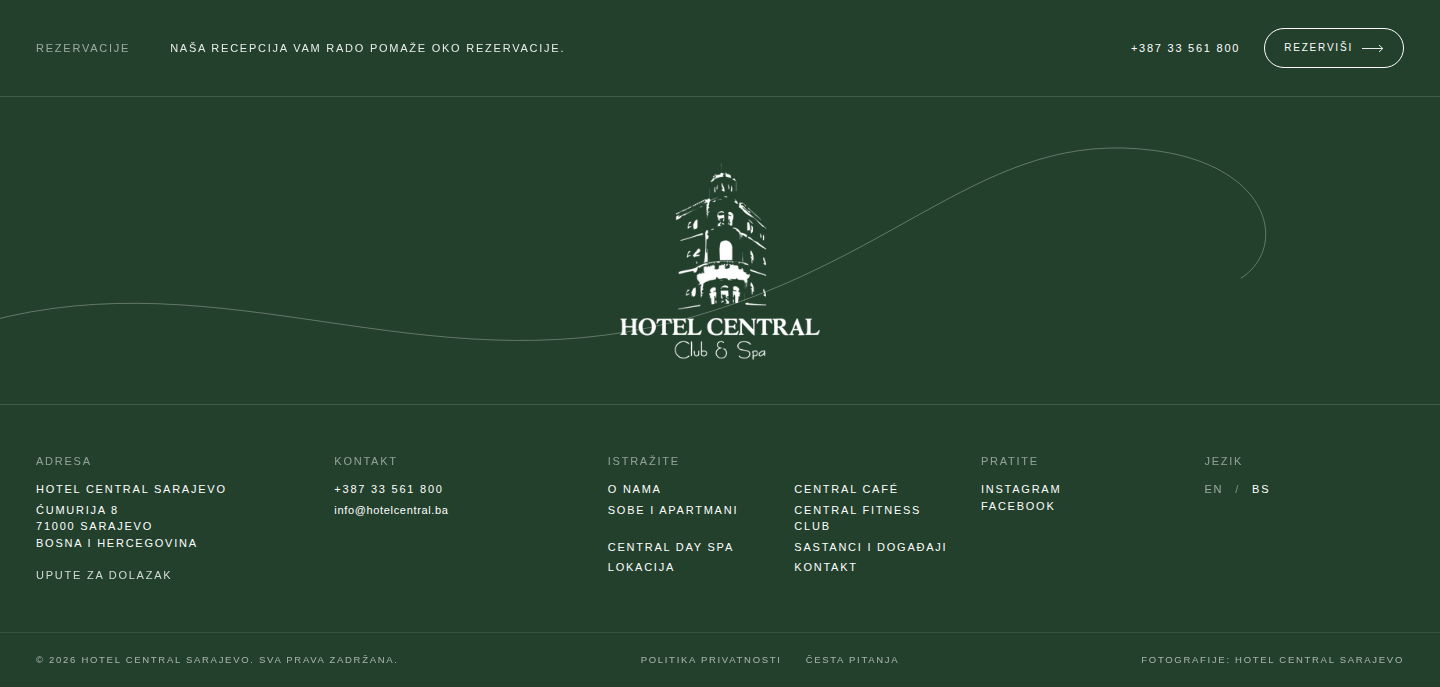 REZERVACIJE
NAŠA RECEPCIJA VAM RADO POMAŽE OKO REZERVACIJE.
+387 33 561 800
REZERVIŠI
HOTEL CENTRAL
Club & Spa
ADRESA
HOTEL CENTRAL SARAJEVO
ĆUMURIJA 8
71000 SARAJEVO
BOSNA I HERCEGOVINA
UPUTE ZA DOLAZAK
KONTAKT
+387 33 561 800
info@hotelcentral.ba
ISTRAŽITE
O NAMA
SOBE I APARTMANI
CENTRAL DAY SPA
LOKACIJA
CENTRAL CAFÉ
CENTRAL FITNESS
CLUB
SASTANCI I DOGAĐAJI
KONTAKT
PRATITE
INSTAGRAM
FACEBOOK
JEZIK
EN / BS
© 2026 HOTEL CENTRAL SARAJEVO. SVA PRAVA ZADRŽANA.
POLITIKA PRIVATNOSTI
ČESTA PITANJA
FOTOGRAFIJE: HOTEL CENTRAL SARAJEVO